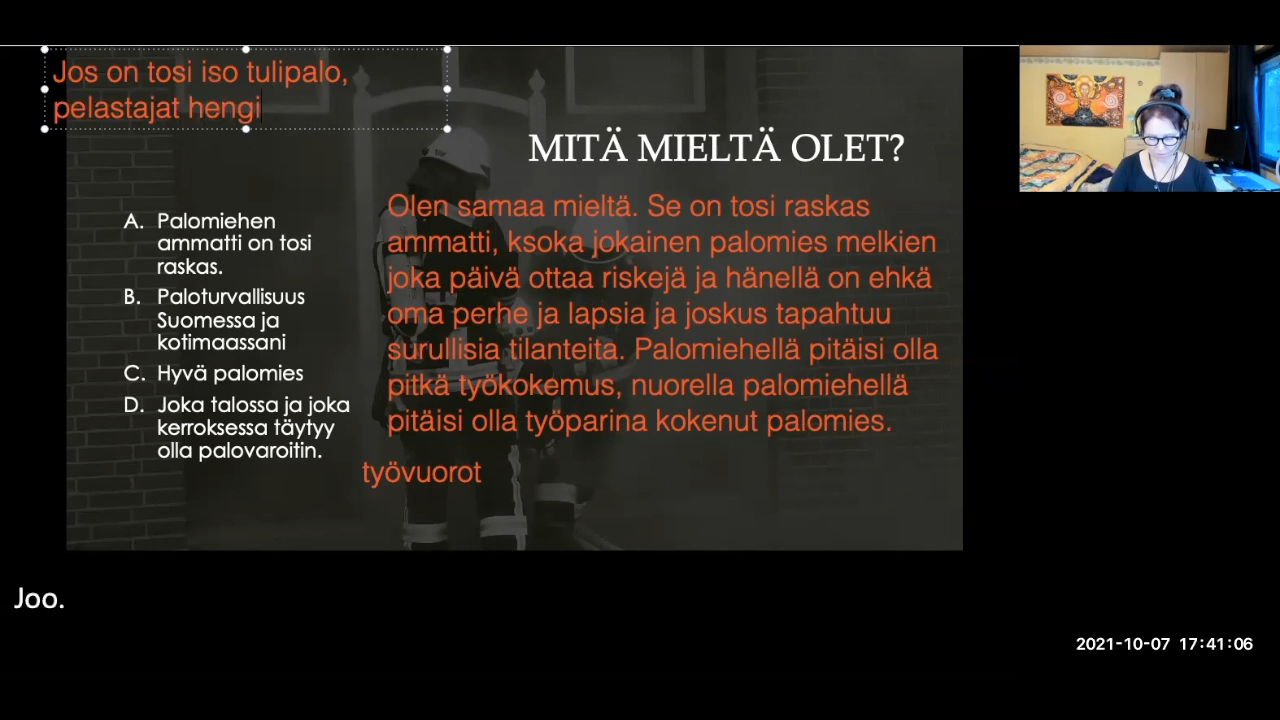 Jos on tosi iso tulipalo,
pelastajat hengi
MITÄ MIELTÄ OLET?
A. Palomiehen
ammatti on tosi
raskas.
B. Paloturvallisuus
Suomessa ja
kotimaassani
C. Hyvä palomies
D. Joka talossa ja joka
kerroksessa täytyy
olla palovaroitin.
Olen samaa mieltä. Se on tosi raskas
ammatti, ksoka jokainen palomies melkien
joka päivä ottaa riskejä ja hänellä on ehkä
oma perhe ja lapsia ja joskus tapahtuu
surullisia tilanteita. Palomiehellä pitäisi olla
pitkä työkokemus, nuorella palomiehellä
pitäisi olla työparina kokenut palomies.
työvuorot
Joo.
2021-10-07 17:41:06